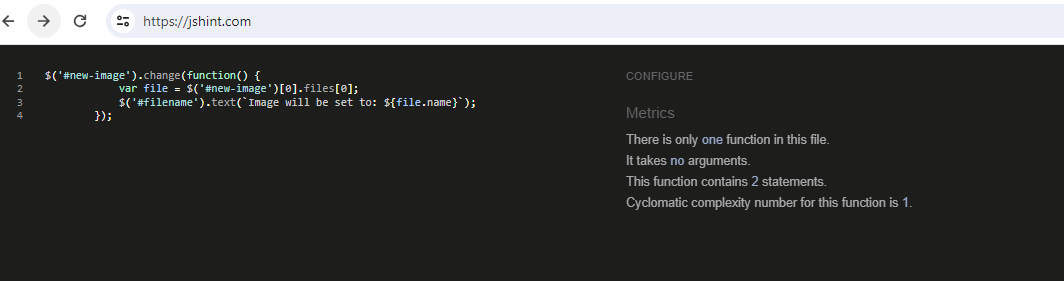 https://jshint.com
1 $('#new-image').change(function() {
2 var file = $('#new-image')[0].files[0];
3 $('#filename').text(`Image will be set to: ${file.name}`);
4 });
CONFIGURE
Metrics
There is only one function in this file.
It takes no arguments.
This function contains 2 statements.
Cyclomatic complexity number for this function is 1.